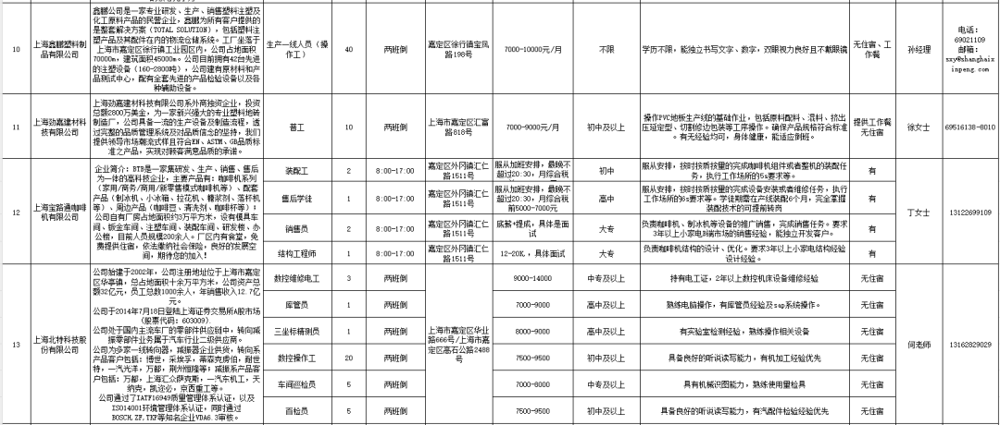 10
上海鑫鹏塑料制
品有限公司
鑫鹏公司是一家专业研发、生产、销售塑料注塑及
化工原料产品的民营企业，鑫鹏为所有客户提供的
是整套解决方案（TOTAL SOLUTION），包括塑料注
塑产品及其配件在内的物流仓储系统。工厂坐落于
上海市嘉定区徐行镇工业园区内，公司占地面积
70000m，建筑面积45000m。公司目前拥有42台先进
的注塑设备（160-2800吨），公司建有原材料和产
品测试中心，配有全套先进的产品检验设备以及各
种辅助设备。
生产一线人员（操
作工）
40
两班倒
嘉定区徐行镇宝凤
路198号
7000-10000元/月
不限
学历不限，能独立书写文字、数字，双眼视力良好且不戴眼镜
无住宿、工
作餐
孙经理
电话：
69021109
邮箱：
sxy@shanghaix
inpeng.com
11
上海劲嘉建材科
技有限公司
上海劲嘉建材科技有限公司系外商独资企业，投资
总额2800万美金，为一家新兴强大的专业塑料地砖
制造厂，公司具备一流的生产设备及制造流程，透
过完整的品质管理系统及对品质信念的坚持，我们
提供领导市场潮流式样且符合EN、ASTM、GB品质标
准之产品，实现对顾客满意品质的承诺。
普工
10
两班倒
上海市嘉定区汇富
路818号
7000-9000元/月
初中及以上
操作PVC地板生产线的基础作业，包括原料配料、混料、挤出
压延定型、切割修边包装等工序操作。确保产品规格符合标准
。有无经验均可，身体健康，能适应倒班。
提供工作餐
无住宿
徐女士
69516138-8010
12
上海宝路通咖啡
机有限公司
企业简介：BTB是一家集研发、生产、销售、售后
为一体的高科技企业，主要产品有：咖啡机系列
（家用/商务/商用/新零售模式咖啡机等）、配套
产品（制冰机、小冰箱、拉花机、糖浆剂、落杯机
等）、周边产品（咖啡豆、清洗剂、咖啡杯等）；
公司自有厂房占地面积约3万平方米，设有模具车
间、钣金车间、注塑车间、装配车间、研发楼、办
公楼，目前人员规模200余人。厂区内有食堂，免
费提供住宿，依法缴纳社会保险，良好的发展空
间，期待您的加入！
装配工
2
8:00-17:00
嘉定区外冈镇汇仁
路1511号
服从加班安排，最晚不
超过20:30，月综合税
初中
服从安排，按时按质按量的完成咖啡机组件或者整机的装配任
务，执行工作场所的5s要求等。
有
售后学徒
1
8:00-17:00
嘉定区外冈镇汇仁
路1511号
服从加班安排，最晚不
超过20:30，月综合税
前5000-7000元
高中
服从安排，按时按质按量的完成设备安装或者维修任务，执行
工作场所的6s要求等。学徒期需在产线装配6个月，完全掌握
装配技术的可提前转岗
有
销售员
2
8:00-17:00
嘉定区外冈镇汇仁
路1511号
底薪+提成，具体是面
试
大专
负责咖啡机、制冰机等设备的推广销售，完成销售任务。要求
3年以上小家电B端市场的销售经验，能独立开发客户。
有
结构工程师
1
8:00-17:00
嘉定区外冈镇汇仁
路1511号
12-20K,，具体面试
大专
负责咖啡机结构的设计、优化。要求3年以上小家电结构经验
设计经验。
有
丁女士
13122699109
13
上海北特科技股
份有限公司
公司始建于2002年，公司注册地址位于上海市嘉定
区华亭镇，总占地面积十余万平方米，公司资产总
额32亿元，员工总数1000余人，年销售收入12.7亿
元。
公司于2014年7月18日登陆上海证券交易所A股市场
（股票代码：603009）.
公司处于国内主流车厂的零部件供应链中，转向减
振零部件业务属于汽车行业二级供应商。
公司为多家一线转向器，减振器企业供货，转向系
产品客户包括：博世，采埃孚，蒂森克虏伯，耐世
特，一汽光洋，万都，荆州恒隆等；减振系产品客
户包括：万都，上海汇众萨克斯，一汽东机工，天
纳克，凯迩必，京西重工等。
公司通过了IATF16949质量管理体系认证，以及
ISO14001环境管理体系认证，同时通过
BOSCH,ZF,TKP等知名企业VDA6.3审核。
数控维修电工
3
两班倒
上海市嘉定区华业
路666号/上海市嘉
定区高石公路2488
号
9000-14000
中专及以上
持有电工证，2年以上数控机床设备维修经验
无住宿
库管员
1
两班倒
7000-9000
高中及以上
熟练电脑操作，有库管员经验及sap系统操作。
无住宿
三坐标精测员
1
两班倒
8000-9000
高中及以上
有实验室检测经验，熟练操作相关设备
无住宿
数控操作工
20
两班倒
7500-9500
初中及以上
具备良好的听说读写能力，有机加工经验优先
无住宿
车间巡检员
5
两班倒
7000-8000
中专及以上
具有机械识图能力，熟练使用量检具
无住宿
百检员
5
两班倒
7500-9500
初中及以上
具备良好的听说读写能力，有汽配件检验经验优先
无住宿
何老师
13162829029